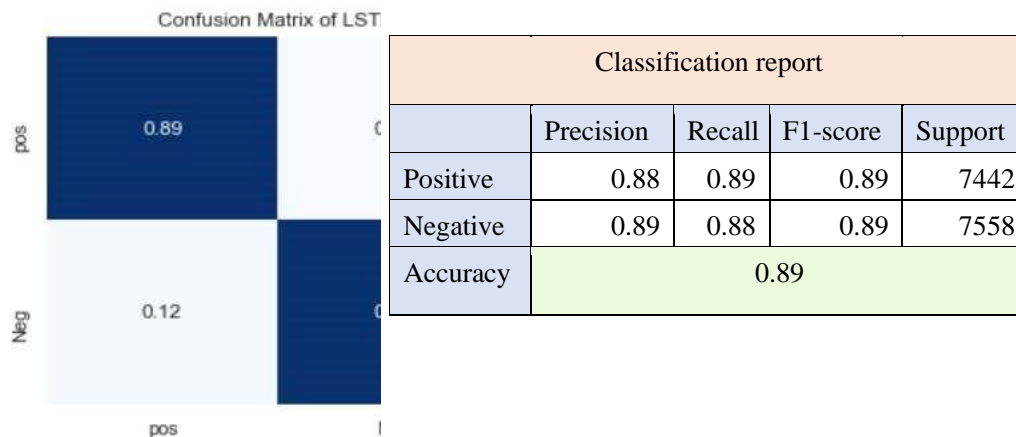 Confusion Matrix of LST
pos
0.89
Neg
0.12
pos
Classification report
Precision Recall F1-score Support
Positive 0.88 0.89 0.89 7442
Negative 0.89 0.88 0.89 7558
Accuracy 0.89